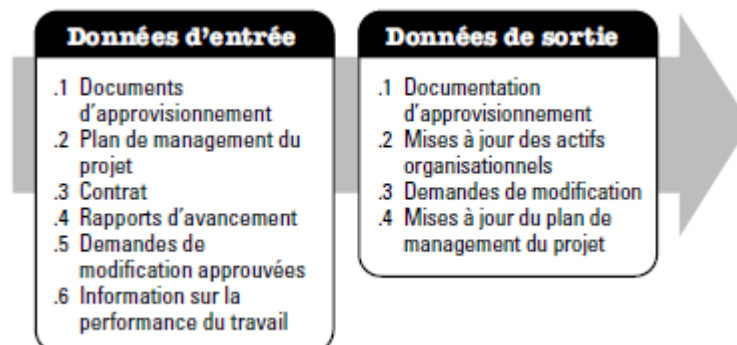 Données d'entrée
.1 Documents
d'approvisionnement
.2 Plan de management du
projet
.3 Contrat
.4 Rapports d'avancement
.5 Demandes de
modification approuvées
.6 Information sur la
performance du travail
Données de sortie
.1 Documentation
d'approvisionnement
.2 Mises à jour des actifs
organisationnels
.3 Demandes de modification
.4 Mises à jour du plan de
management du projet